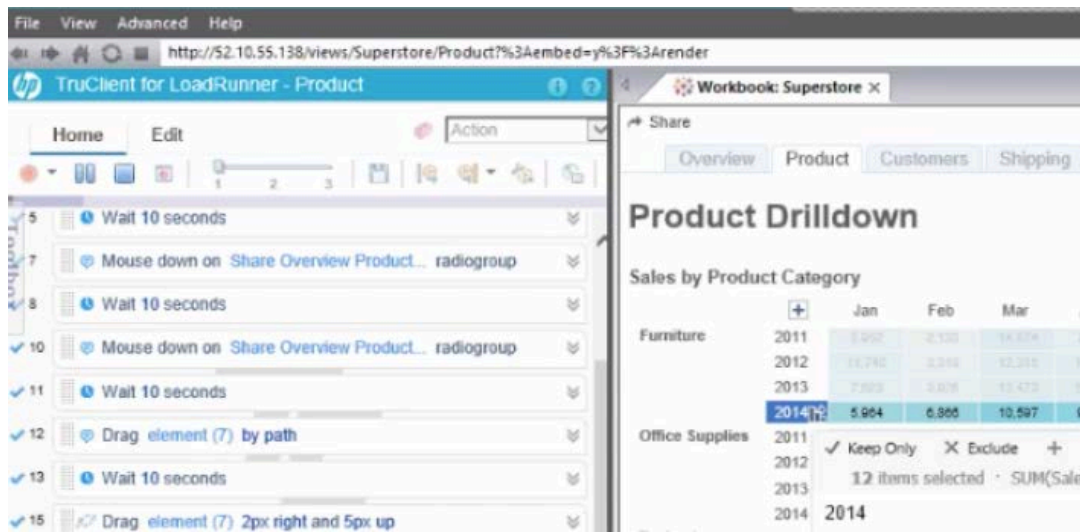 File View Advanced Help
http://52.10.55.138/views/Superstore/Product?%3Aembed=y%3F%3Arender
hp TruClient for LoadRunner - Product
Home Edit
Action
1 2 3
5 Wait 10 seconds
7 Mouse down on Share Overview Product... radiogroup
8 Wait 10 seconds
10 Mouse down on Share Overview Product... radiogroup
11 Wait 10 seconds
12 Drag element (7) by path
13 Wait 10 seconds
15 Drag element (7) 2px right and 5px up
Workbook: Superstore
Share
Overview Product Customers Shipping
Product Drilldown
Sales by Product Category
Jan Feb Mar
Furniture 2011
2012
2013
2014 5,964 6,866 10,597
Office Supplies 2011
2012
2013
2014
Keep Only Exclude
12 items selected · SUM(Sale
2014